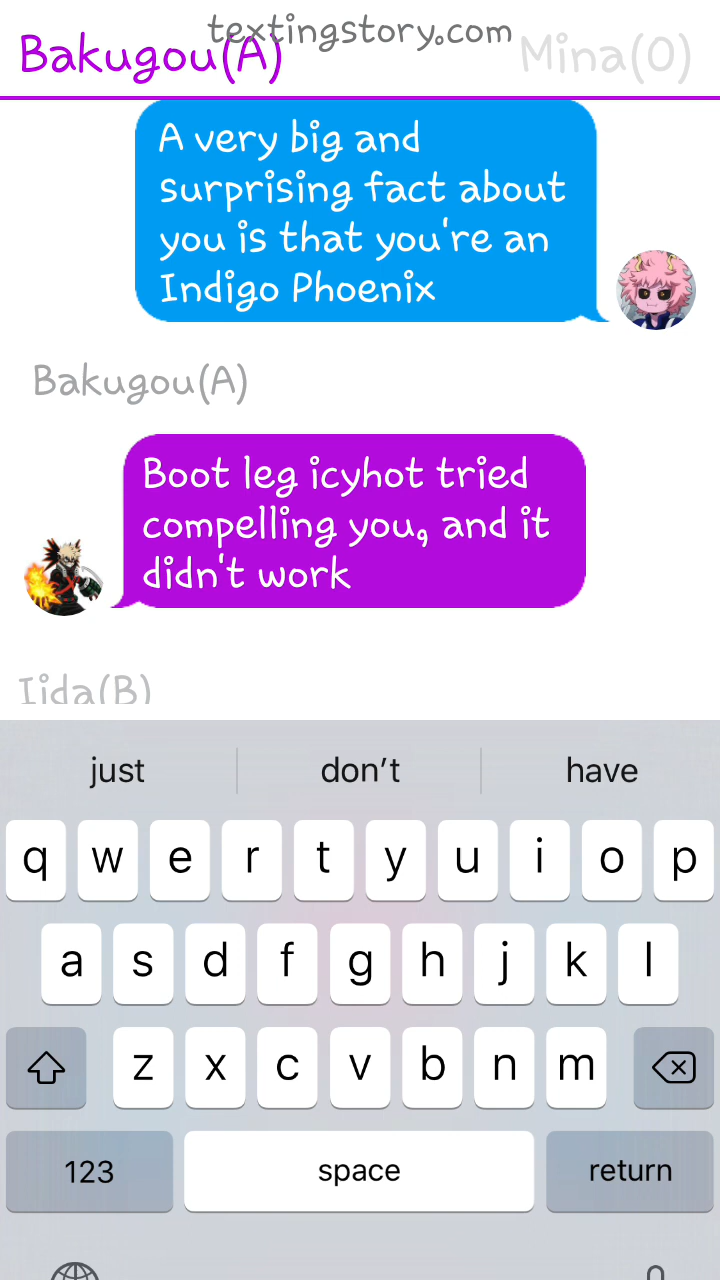 textingstory.com
Bakugou(A)
Mina(O)
A very big and
surprising fact about
you is that you're an
Indigo Phoenix
Bakugou(A)
Boot leg icyhot tried
compelling you, and it
didn't work
Iida(B)
just don't have
q w e r t y u i o p
a s d f g h j k l
z x c v b n m
123 space return